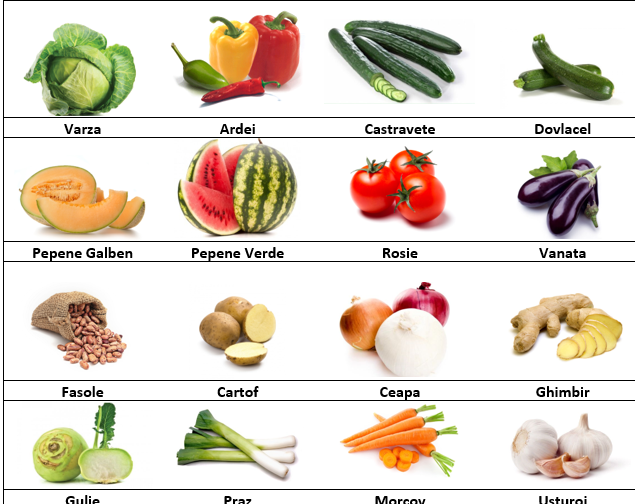 Varza Ardei Castravete Dovlacel
Pepene Galben Pepene Verde Rosie Vanata
Fasole Cartof Ceapa Ghimbir
Gulie Praz Morcov Usturoi